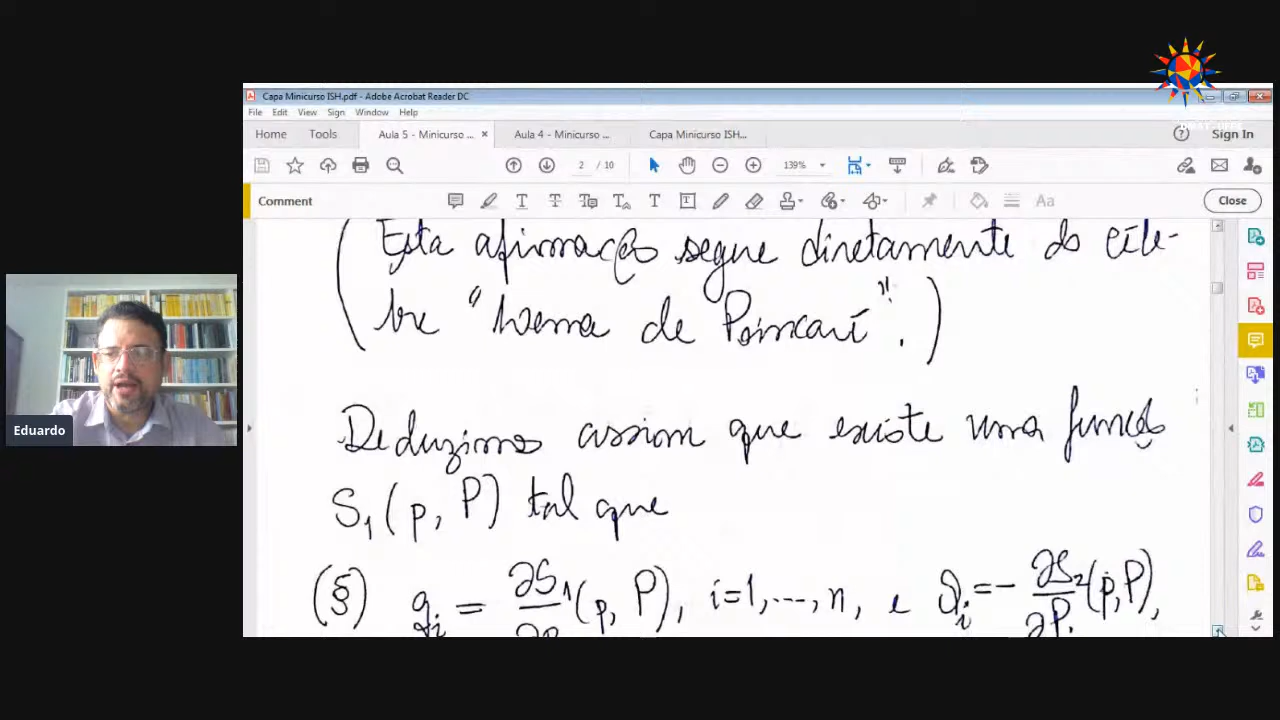 Capa Minicurso ISH.pdf - Adobe Acrobat Reader DC
File Edit View Sign Window Help
Home Tools Aula 5 - Minicurso ... × Aula 4 - Minicurso ... Capa Minicurso ISH... Sign In
2 / 10 139%
Comment Close
(Esta afirmação segue diretamente do céle-
bre "Lema de Poincaré".)
Deduzimos assim que existe uma função
S₁(p, P) tal que
(§) qᵢ = ∂S₁ (p, P), i=1,...,n, e Qᵢ = - ∂S₂ (p, P),
∂Pᵢ
Eduardo